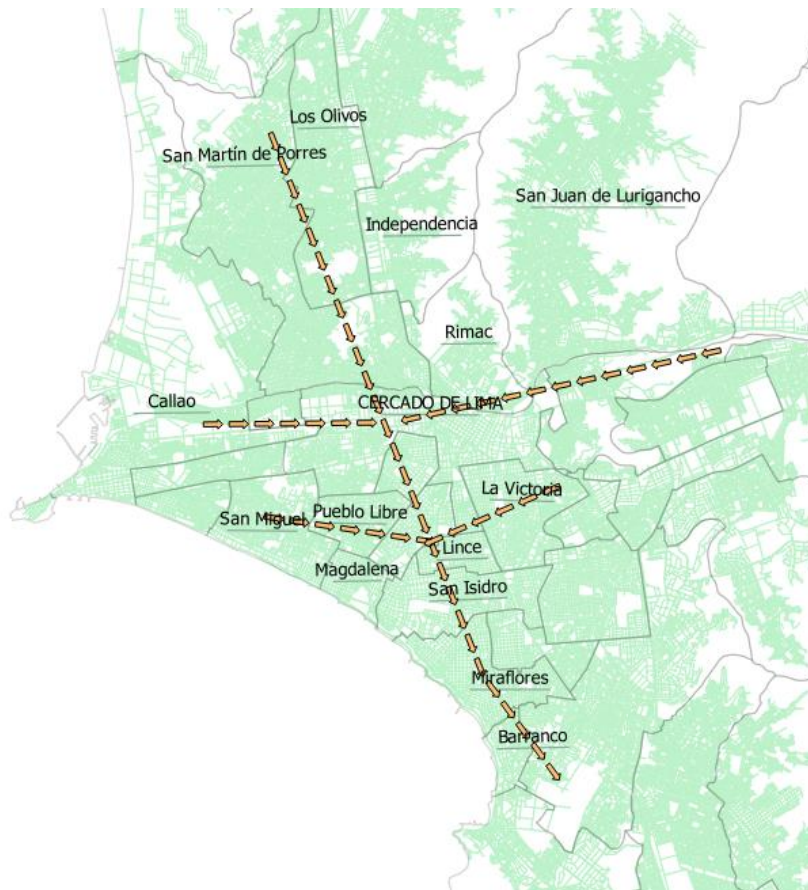 Los Olivos
San Martín de Porres
San Juan de Lurigancho
Independencia
Rimac
Callao
CERCADO DE LIMA
La Victoria
Pueblo Libre
San Miguel
Lince
Magdalena
San Isidro
Miraflores
Barranco